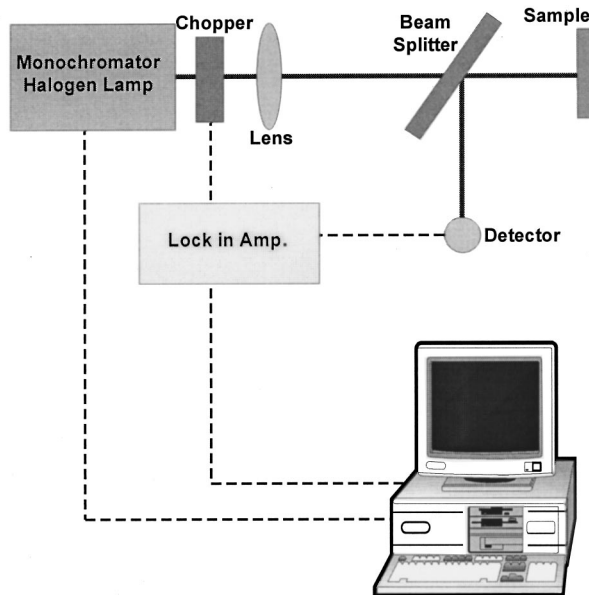 Monochromator
Halogen Lamp
Chopper
Lens
Beam
Splitter
Sample
Lock in Amp.
Detector